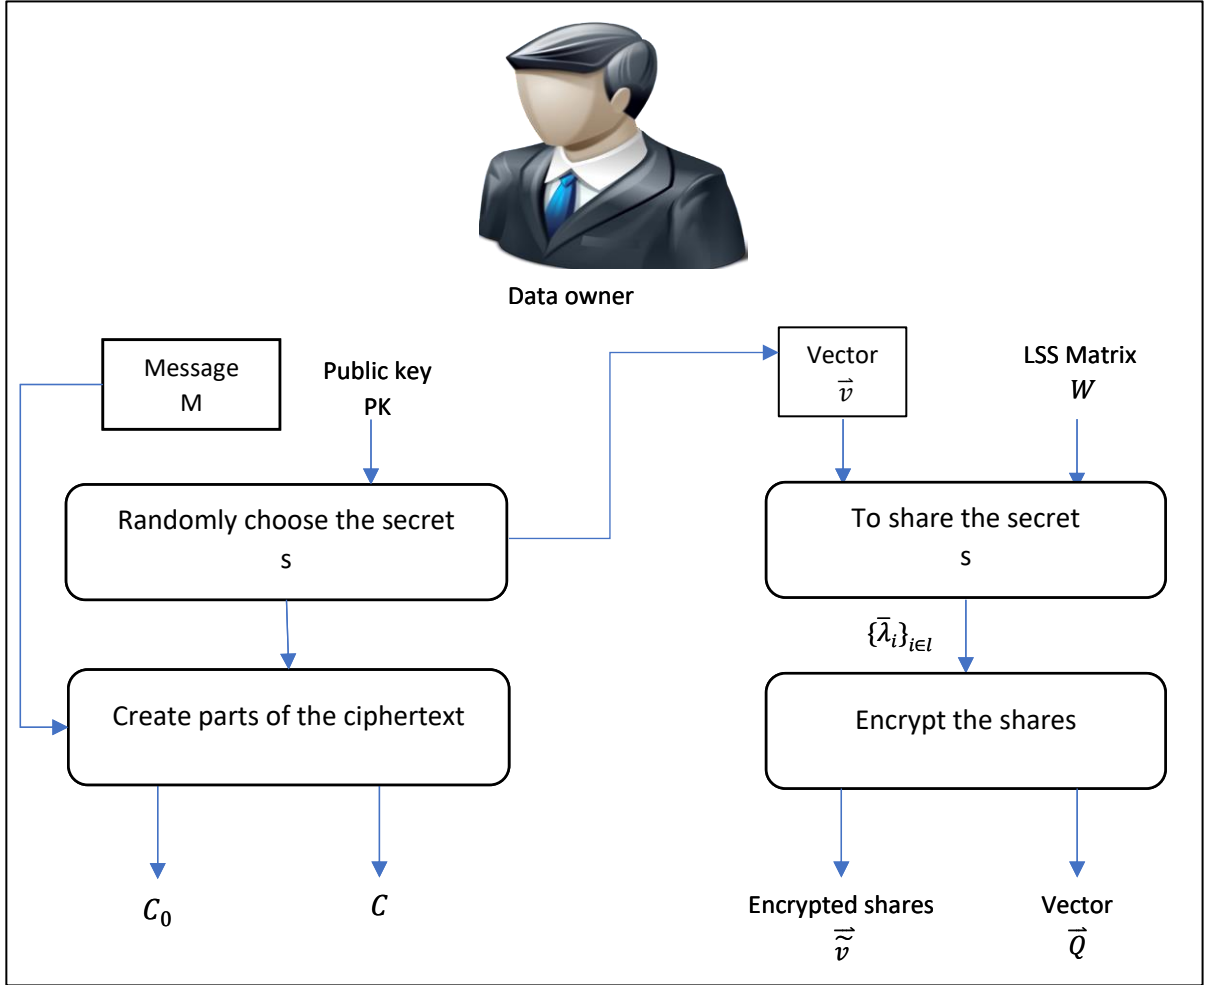 Data owner
Message
M
Public key
PK
Vector
v⃗
LSS Matrix
W
Randomly choose the secret
s
To share the secret
s
{λ̄ᵢ}ᵢ∈ₗ
Create parts of the ciphertext
Encrypt the shares
C₀
C
Encrypted shares
ṽ⃗
Vector
Q⃗